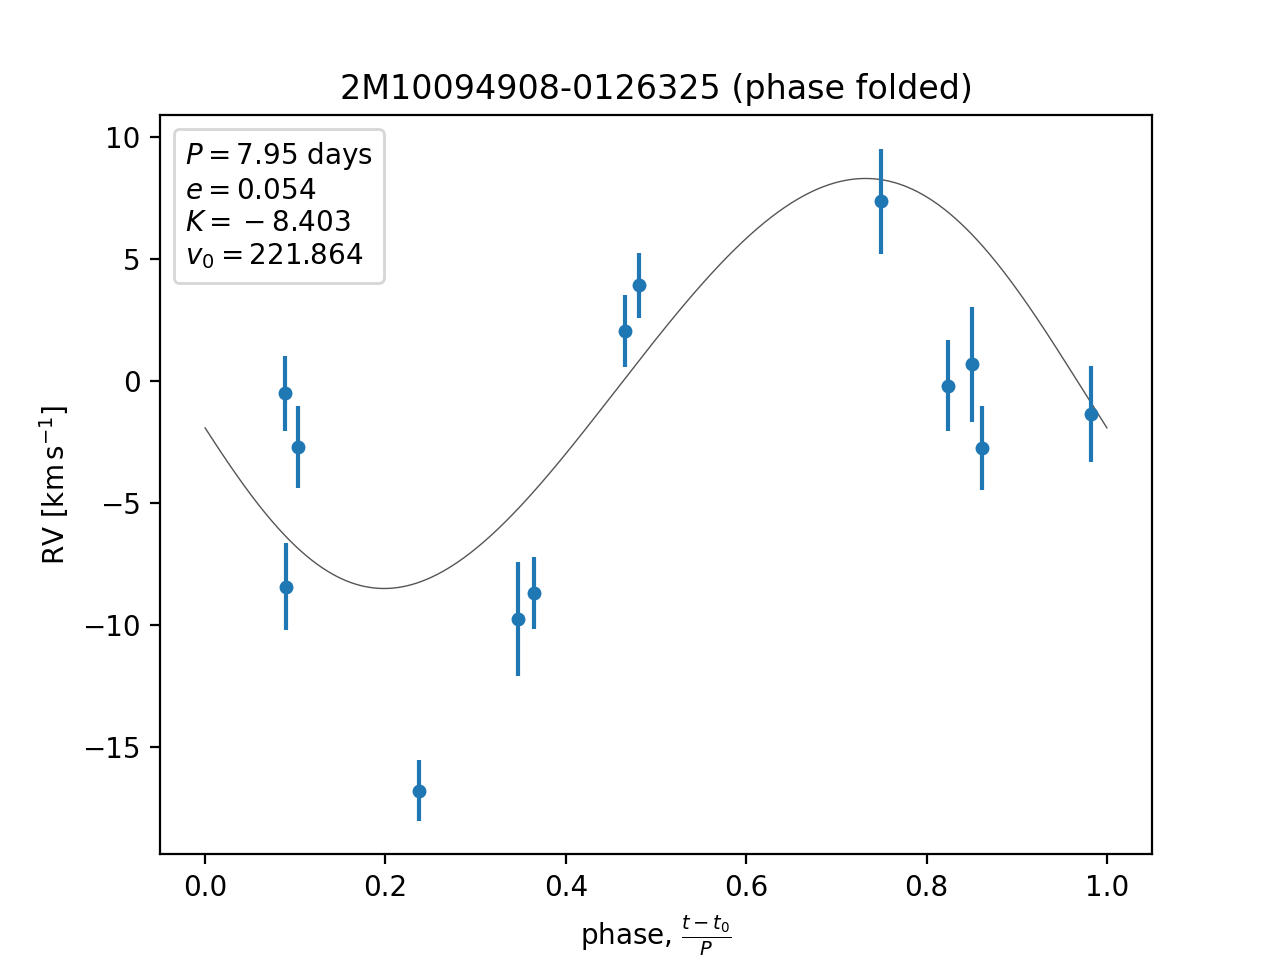 2M10094908-0126325 (phase folded)
P = 7.95 days
e = 0.054
K = −8.403
v₀ = 221.864
10
5
0
−5
−10
−15
RV [km s⁻¹]
0.0 0.2 0.4 0.6 0.8 1.0
phase, (t − t₀)/P